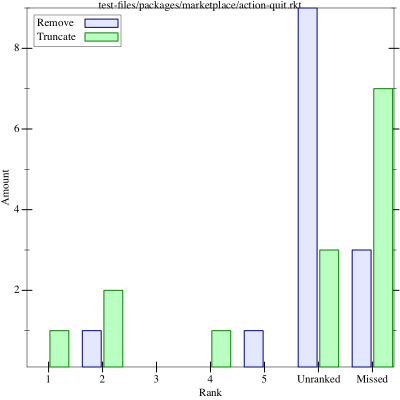 test-files/packages/marketplace/action-quit.rkt
Remove
Truncate
8
6
4
2
Amount
1 2 3 4 5 Unranked Missed
Rank